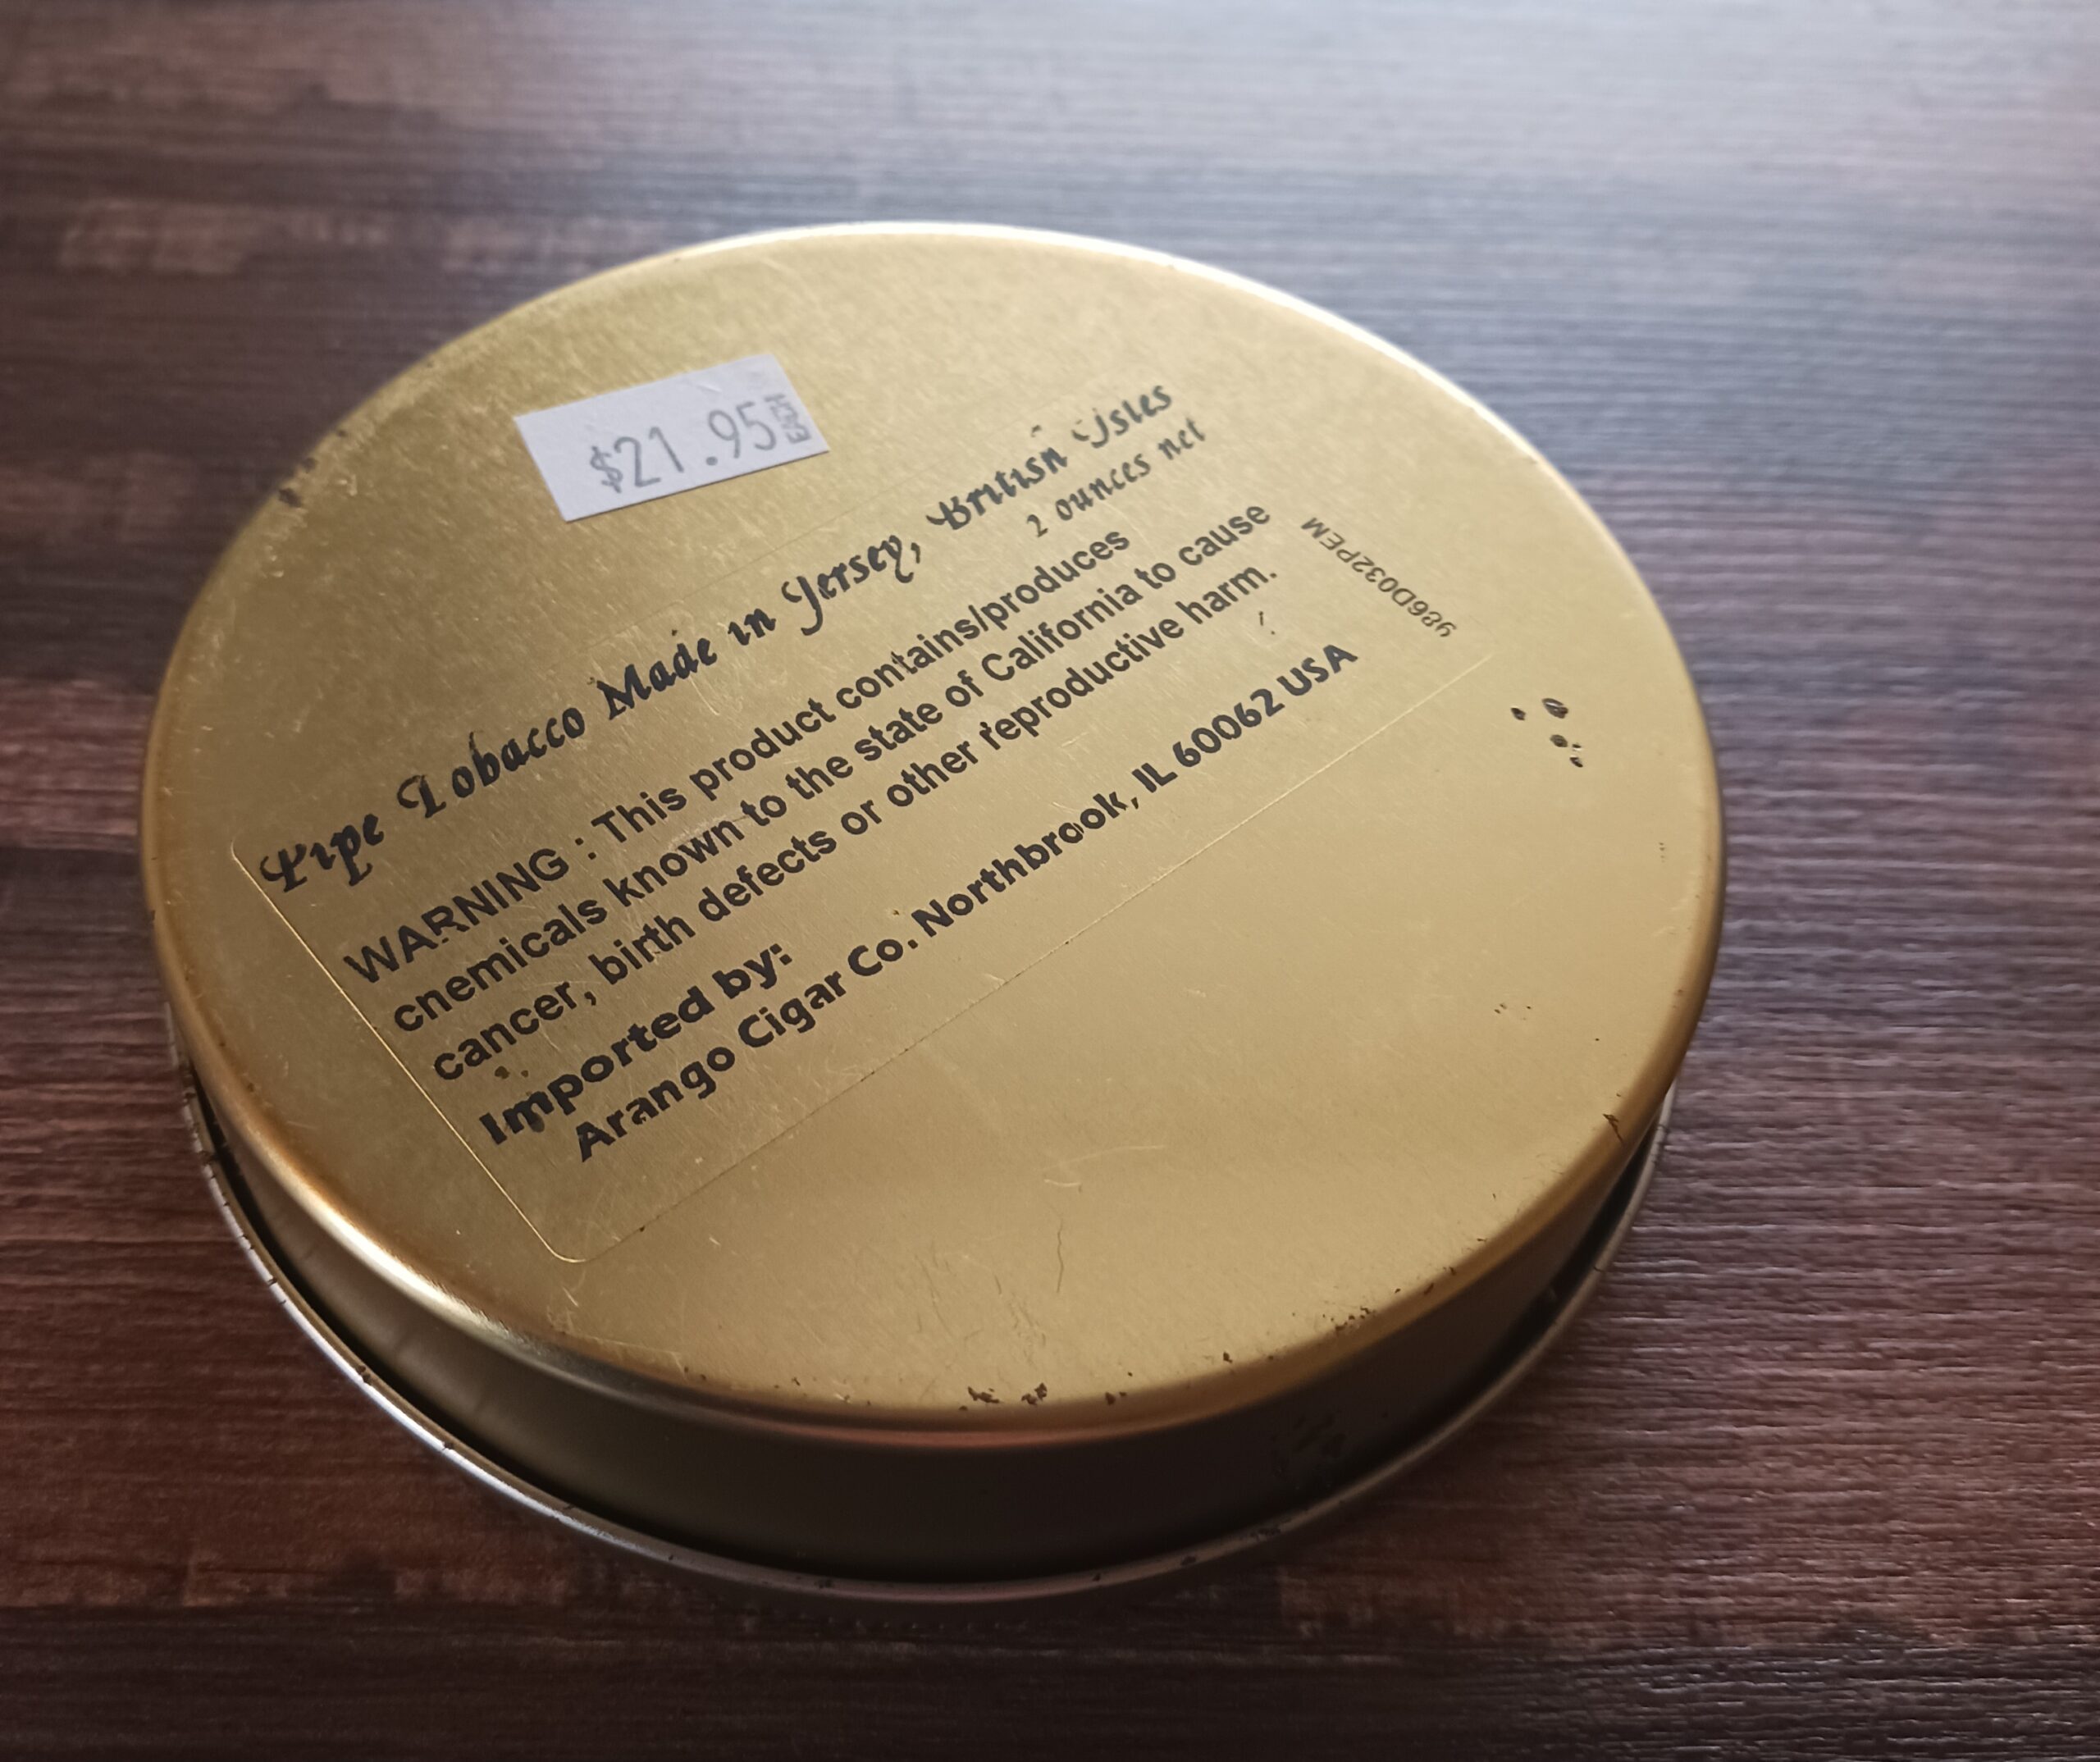 $21.95 EACH
Pipe Tobacco Made in Jersey, British Isles
2 ounces net
WARNING : This product contains/produces
chemicals known to the state of California to cause
cancer, birth defects or other reproductive harm.
Imported by:
Arango Cigar Co. Northbrook, IL 60062 USA
986D032PEM